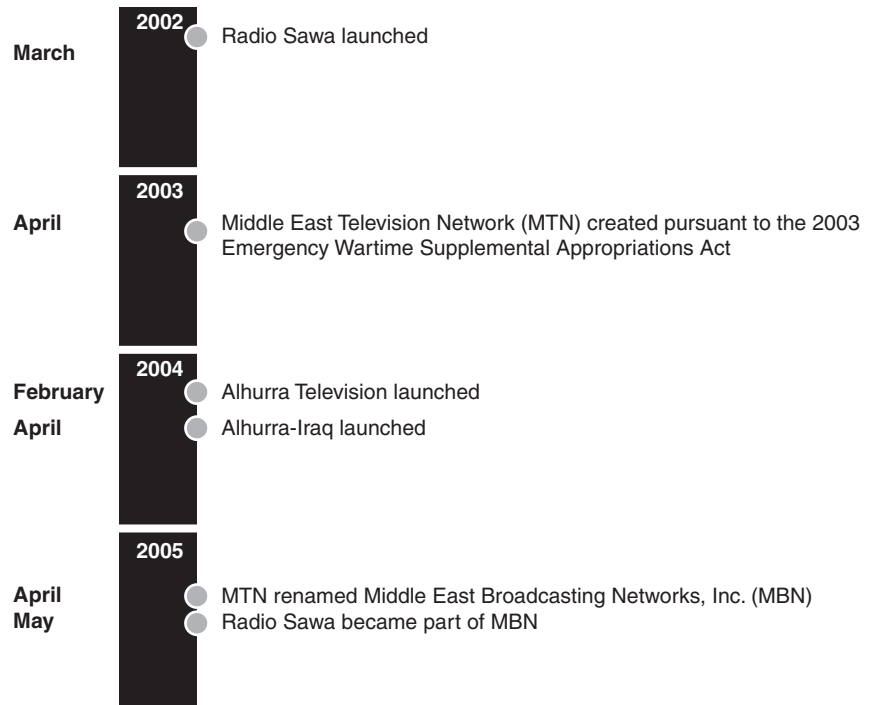 2002
March
Radio Sawa launched
2003
April
Middle East Television Network (MTN) created pursuant to the 2003
Emergency Wartime Supplemental Appropriations Act
2004
February
Alhurra Television launched
April
Alhurra-Iraq launched
2005
April
MTN renamed Middle East Broadcasting Networks, Inc. (MBN)
May
Radio Sawa became part of MBN